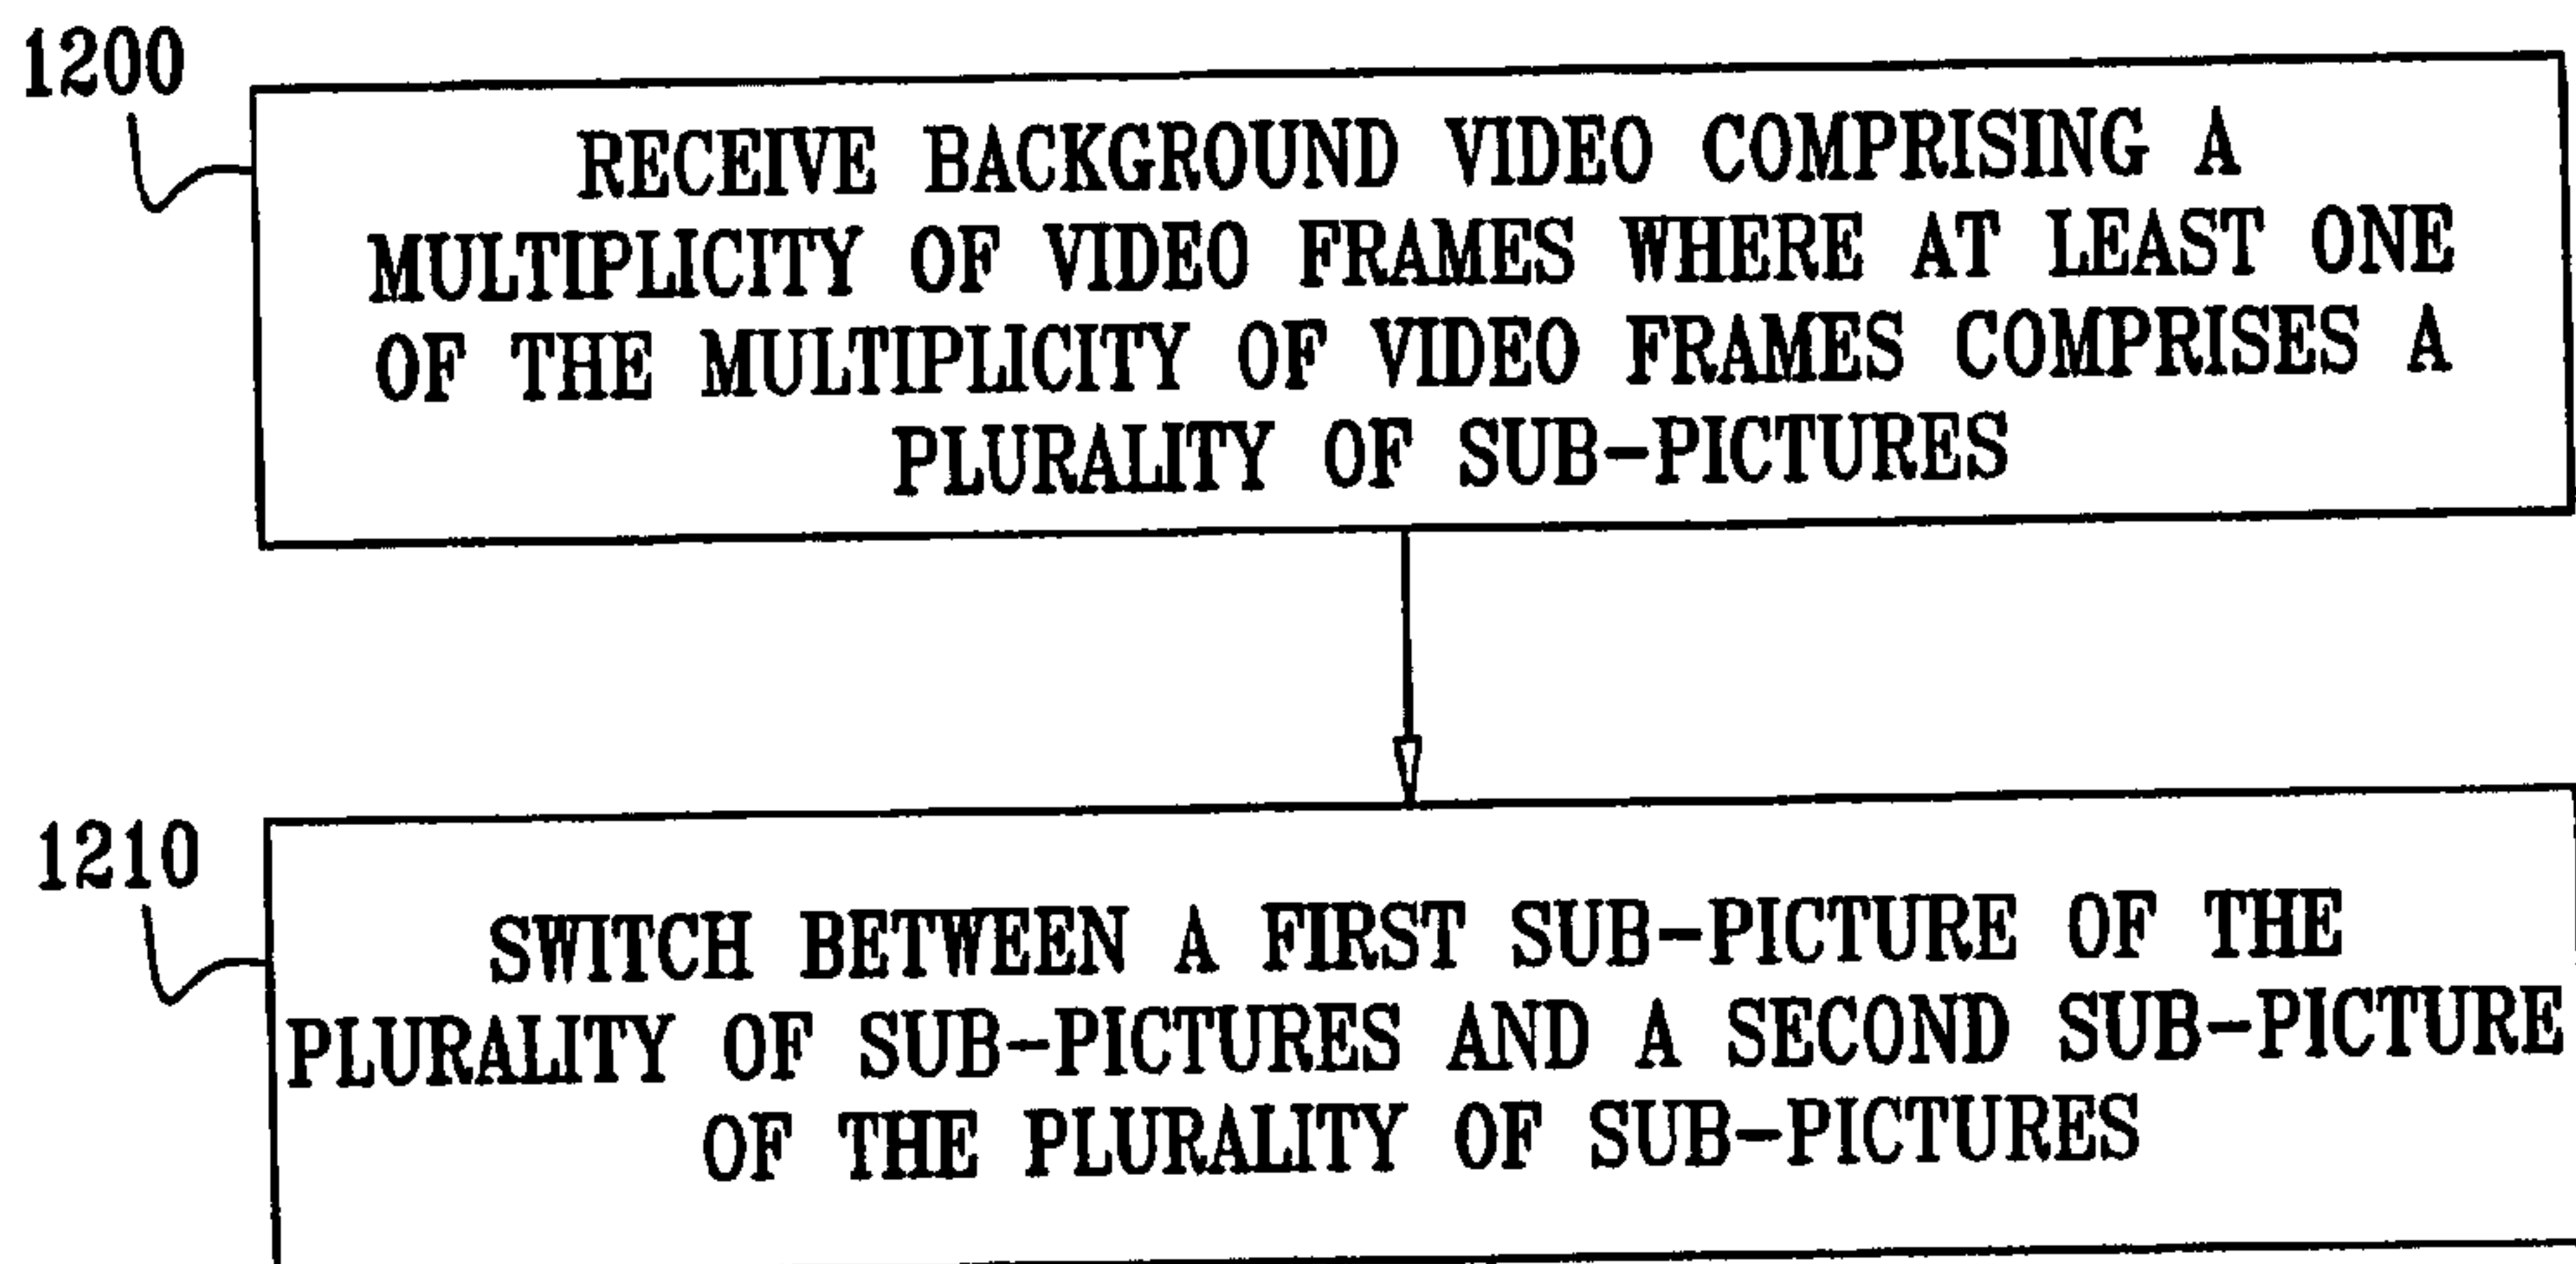 1200
RECEIVE BACKGROUND VIDEO COMPRISING A
MULTIPLICITY OF VIDEO FRAMES WHERE AT LEAST ONE
OF THE MULTIPLICITY OF VIDEO FRAMES COMPRISES A
PLURALITY OF SUB-PICTURES
1210
SWITCH BETWEEN A FIRST SUB-PICTURE OF THE
PLURALITY OF SUB-PICTURES AND A SECOND SUB-PICTURE
OF THE PLURALITY OF SUB-PICTURES